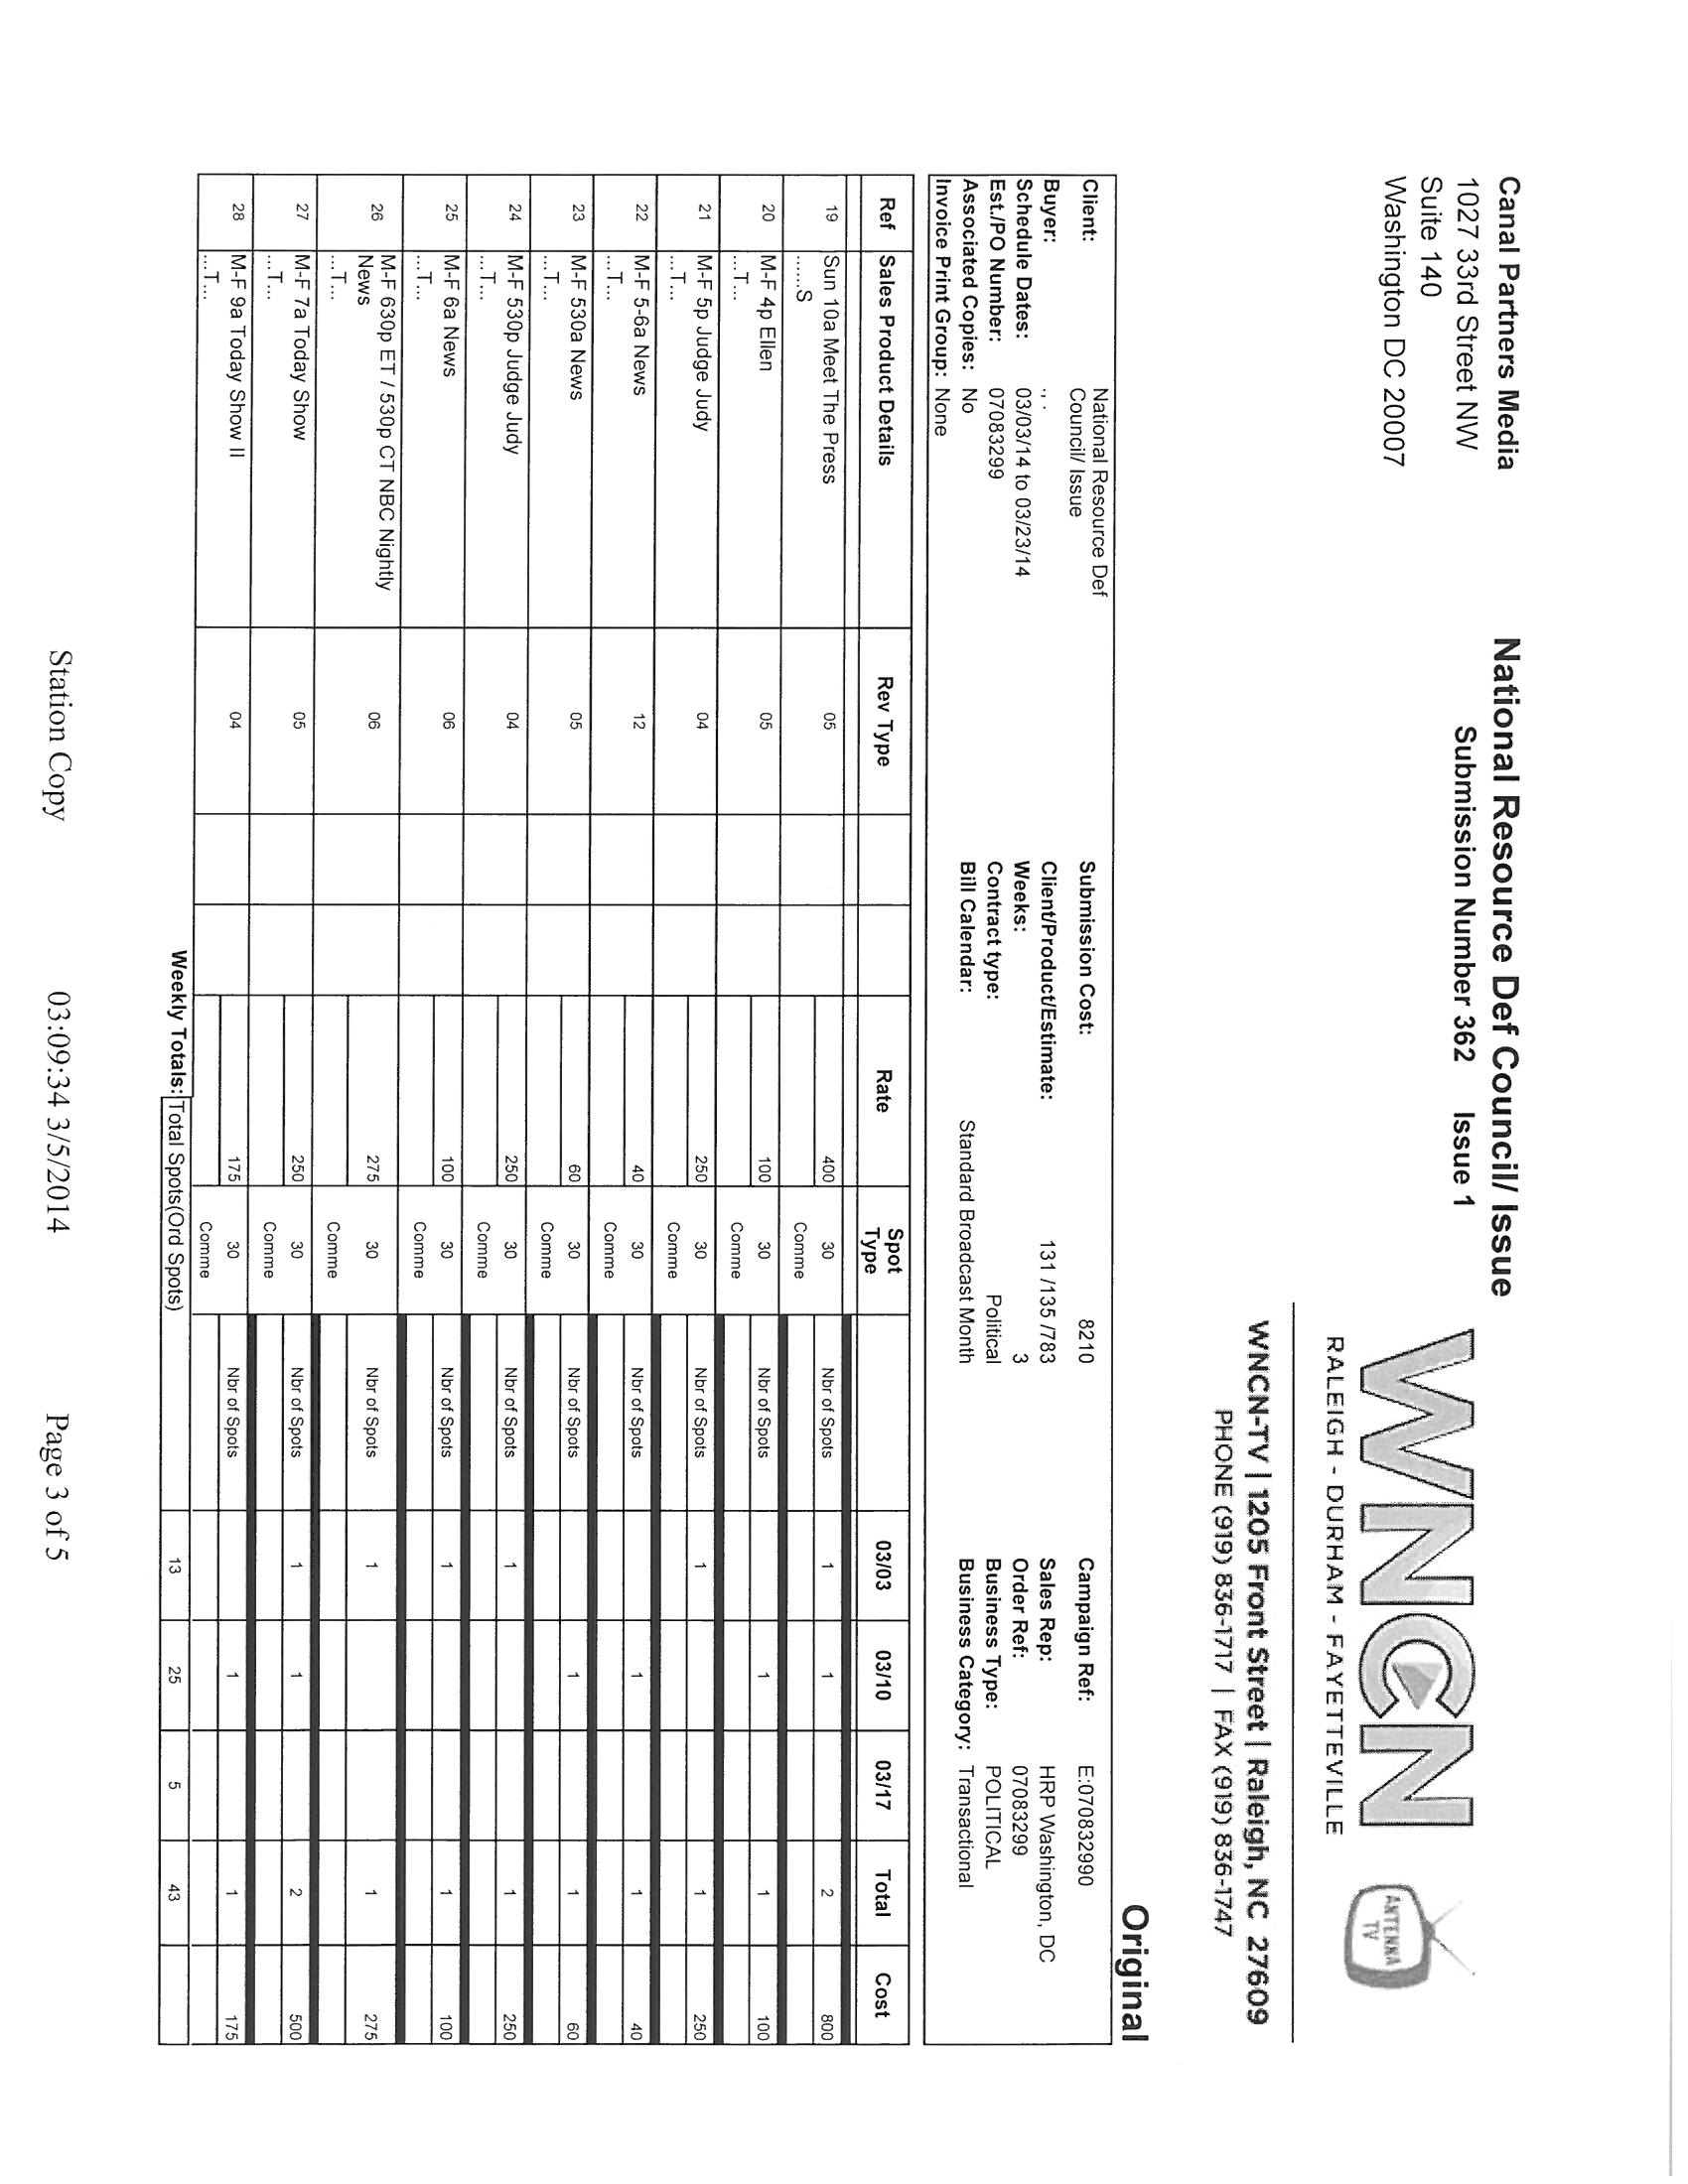 Canal Partners Media
1027 33rd Street NW
Suite 140
Washington DC 20007
National Resource Def Council/ Issue
Submission Number 362 Issue 1
WNCN
RALEIGH - DURHAM - FAYETTEVILLE
ANTENNA
TV
WNCN-TV | 1205 Front Street | Raleigh, NC 27609
PHONE (919) 836-1717 | FAX (919) 836-1747
Original
Client: National Resource Def
Council/ Issue
Buyer: , .
Schedule Dates: 03/03/14 to 03/23/14
Est./PO Number: 07083299
Associated Copies: No
Invoice Print Group: None
Submission Cost: 8210
Client/Product/Estimate: 131 /135 /783
Weeks: 3
Contract type: Political
Bill Calendar: Standard Broadcast Month
Campaign Ref: E:070832990
Sales Rep: HRP Washington, DC
Order Ref: 07083299
Business Type: POLITICAL
Business Category: Transactional
Ref Sales Product Details Rev Type Rate Spot Type 03/03 03/10 03/17 Total Cost
19 Sun 10a Meet The Press 05 400 30 Nbr of Spots 1 1 2 800
......S Comme
20 M-F 4p Ellen 05 100 30 Nbr of Spots 1 1 100
...T... Comme
21 M-F 5p Judge Judy 04 250 30 Nbr of Spots 1 1 250
...T... Comme
22 M-F 5-6a News 12 40 30 Nbr of Spots 1 1 40
...T... Comme
23 M-F 530a News 05 60 30 Nbr of Spots 1 1 60
...T... Comme
24 M-F 530p Judge Judy 04 250 30 Nbr of Spots 1 1 250
...T... Comme
25 M-F 6a News 06 100 30 Nbr of Spots 1 1 100
...T... Comme
26 M-F 630p ET / 530p CT NBC Nightly 06 275 30 Nbr of Spots 1 1 275
News
...T... Comme
27 M-F 7a Today Show 05 250 30 Nbr of Spots 1 1 2 500
...T... Comme
28 M-F 9a Today Show II 04 175 30 Nbr of Spots 1 1 175
...T... Comme
Weekly Totals: Total Spots(Ord Spots) 13 25 5 43
Station Copy 03:09:34 3/5/2014 Page 3 of 5